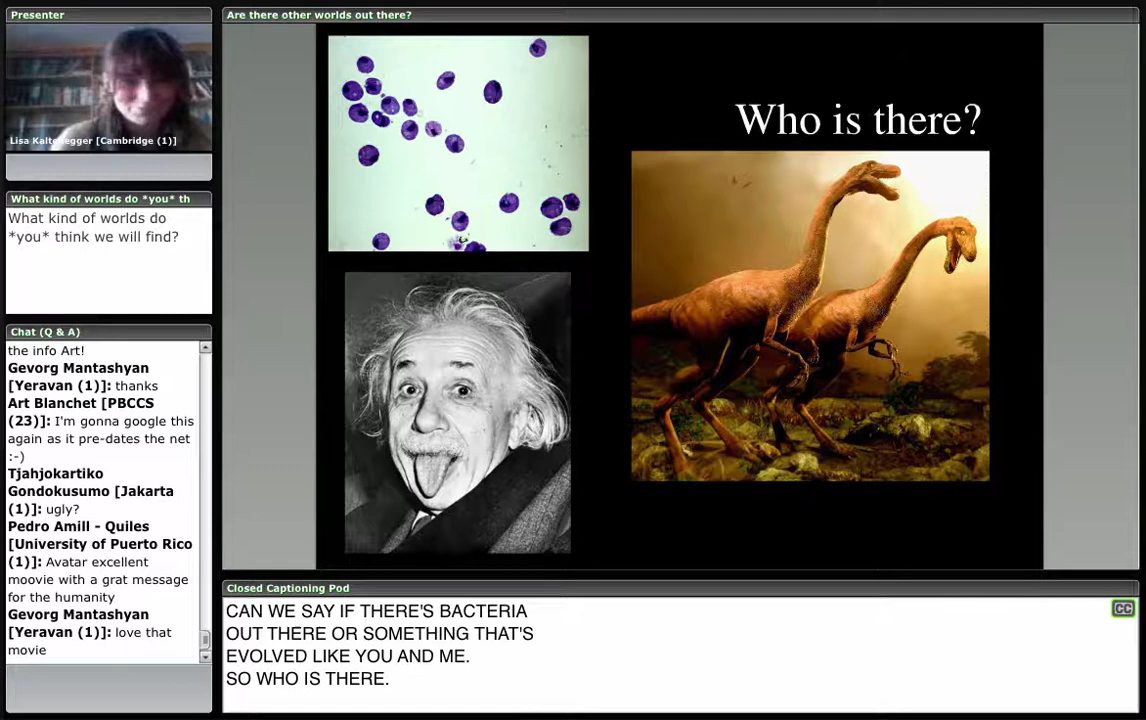 Presenter
Lisa Kaltenegger [Cambridge (1)]
What kind of worlds do *you* th
What kind of worlds do
*you* think we will find?
Chat (Q & A)
the info Art!
Gevorg Mantashyan
[Yeravan (1)]: thanks
Art Blanchet [PBCCS
(23)]: I'm gonna google this
again as it pre-dates the net
:-)
Tjahjokartiko
Gondokusumo [Jakarta
(1)]: ugly?
Pedro Amill - Quiles
[University of Puerto Rico
(1)]: Avatar excellent
moovie with a grat message
for the humanity
Gevorg Mantashyan
[Yeravan (1)]: love that
movie
Are there other worlds out there?
Who is there?
Closed Captioning Pod
CC
CAN WE SAY IF THERE'S BACTERIA
OUT THERE OR SOMETHING THAT'S
EVOLVED LIKE YOU AND ME.
SO WHO IS THERE.